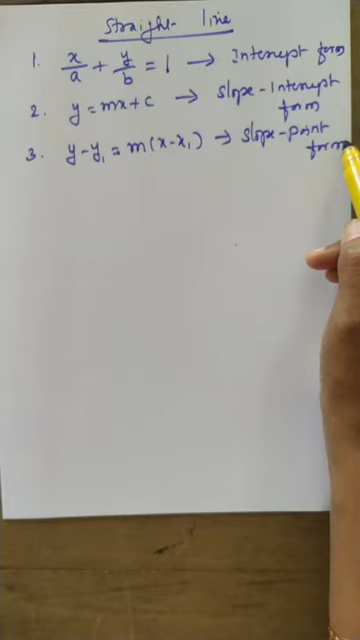 Straight line
1. x/a + y/b = 1 → Intercept form
2. y = mx + c → slope-Intercept
form
3. y - y₁ = m(x - x₁) → slope-point
form